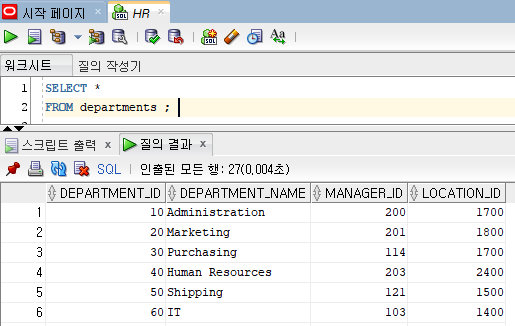 시작 페이지 HR
워크시트 질의 작성기
1 SELECT *
2 FROM departments ;
스크립트 출력 질의 결과
SQL 인출된 모든 행: 27(0,004초)
DEPARTMENT_ID DEPARTMENT_NAME MANAGER_ID LOCATION_ID
1 10 Administration 200 1700
2 20 Marketing 201 1800
3 30 Purchasing 114 1700
4 40 Human Resources 203 2400
5 50 Shipping 121 1500
6 60 IT 103 1400